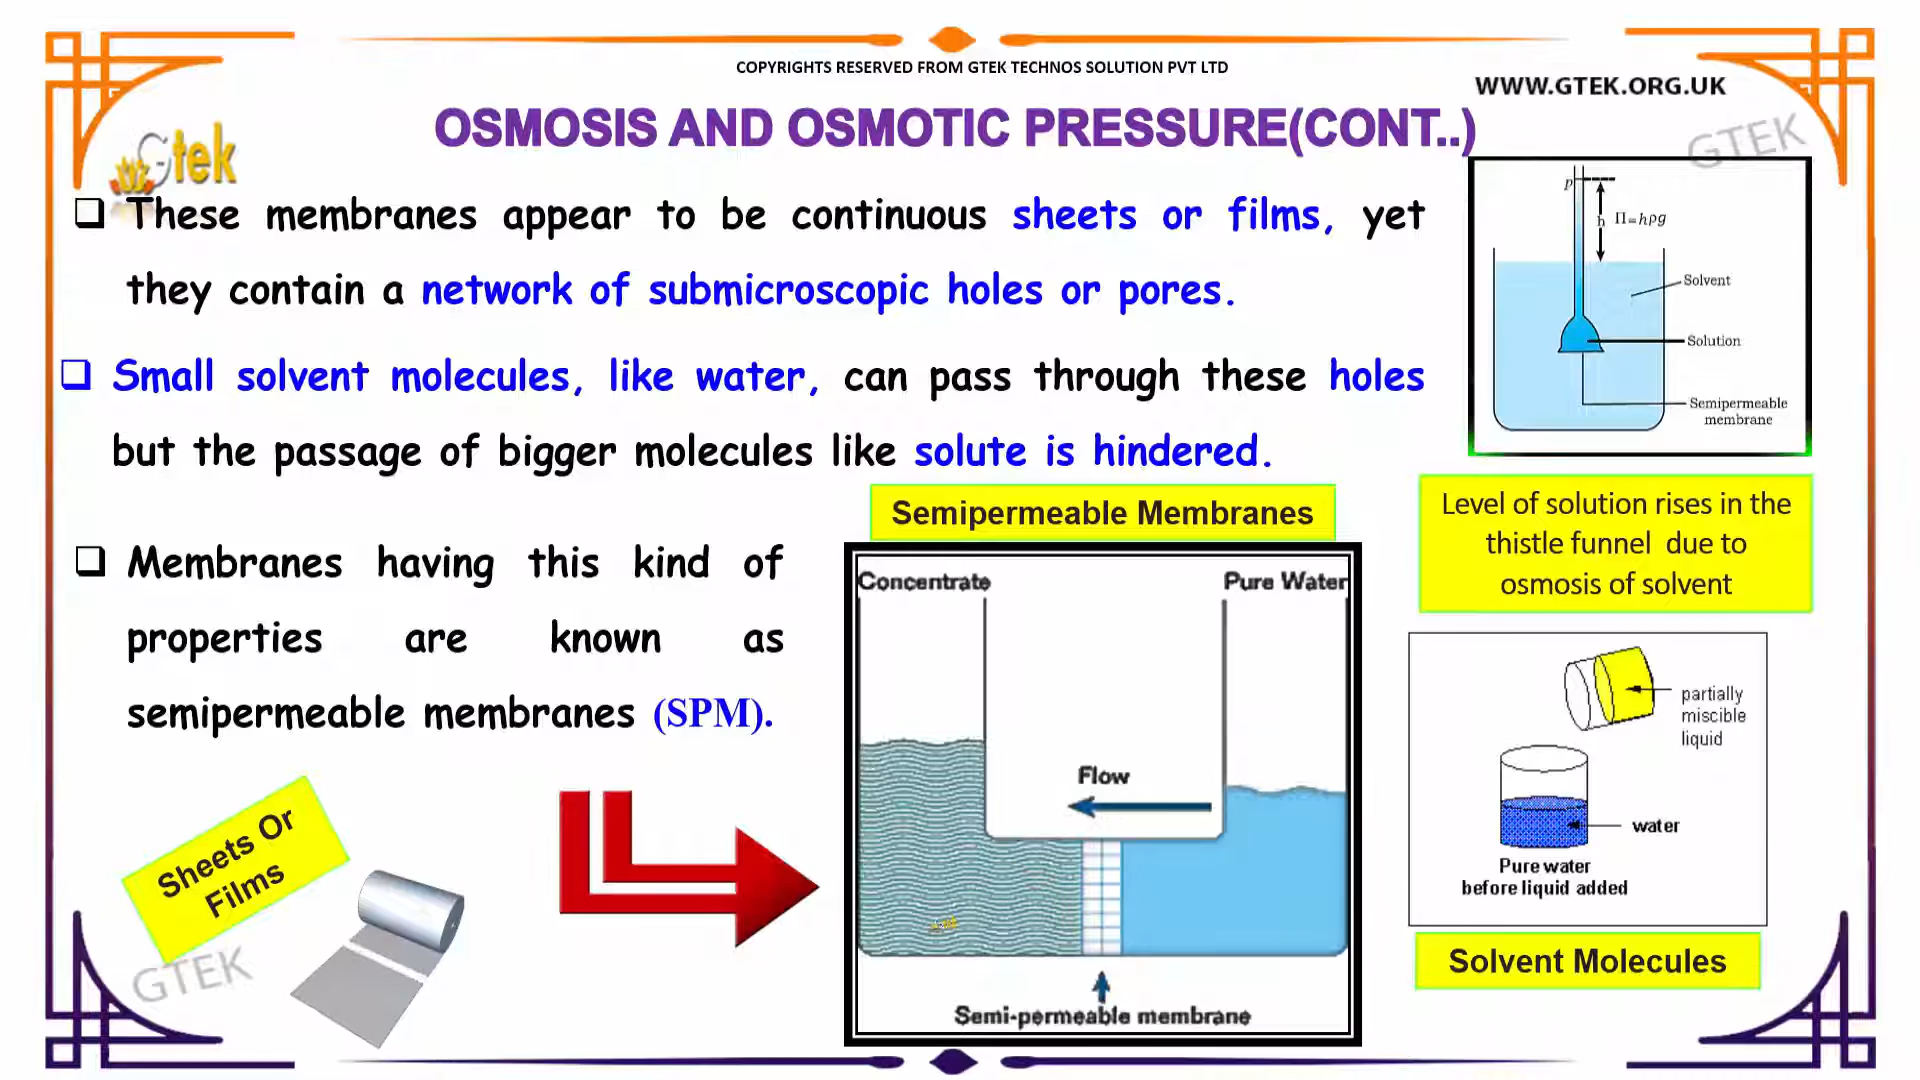 COPYRIGHTS RESERVED FROM GTEK TECHNOS SOLUTION PVT LTD
WWW.GTEK.ORG.UK
Gtek
GTEK
OSMOSIS AND OSMOTIC PRESSURE(CONT..)
These membranes appear to be continuous sheets or films, yet
they contain a network of submicroscopic holes or pores.
Small solvent molecules, like water, can pass through these holes
but the passage of bigger molecules like solute is hindered.
Membranes having this kind of
properties are known as
semipermeable membranes (SPM).
p
h Π=hρg
Solvent
Solution
Semipermeable
membrane
Level of solution rises in the
thistle funnel due to
osmosis of solvent
Semipermeable Membranes
Concentrate
Pure Water
Flow
Semi-permeable membrane
partially
miscible
liquid
water
Pure water
before liquid added
Solvent Molecules
Sheets Or
Films
GTEK